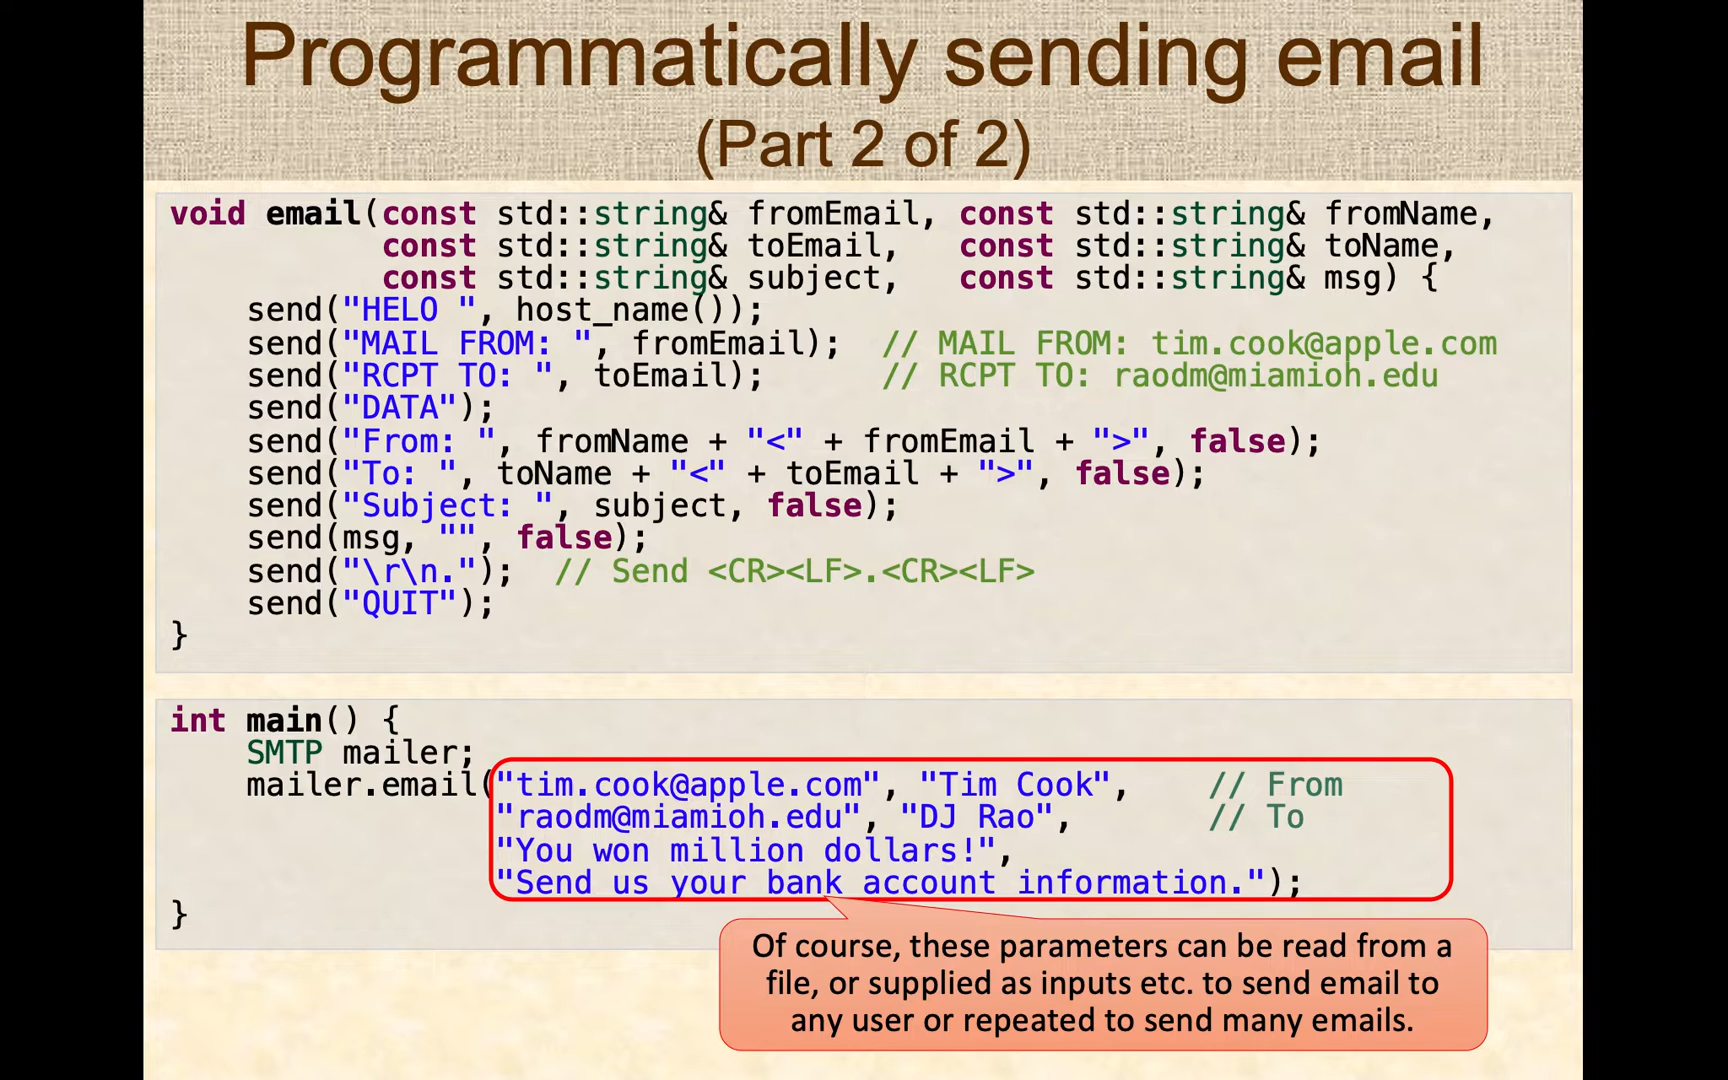 Programmatically sending email
(Part 2 of 2)
void email(const std::string& fromEmail, const std::string& fromName,
const std::string& toEmail, const std::string& toName,
const std::string& subject, const std::string& msg) {
send("HELO ", host_name());
send("MAIL FROM: ", fromEmail); // MAIL FROM: tim.cook@apple.com
send("RCPT TO: ", toEmail); // RCPT TO: raodm@miamioh.edu
send("DATA");
send("From: ", fromName + "<" + fromEmail + ">", false);
send("To: ", toName + "<" + toEmail + ">", false);
send("Subject: ", subject, false);
send(msg, "", false);
send("\r\n."); // Send <CR><LF>.<CR><LF>
send("QUIT");
}
int main() {
SMTP mailer;
mailer.email("tim.cook@apple.com", "Tim Cook", // From
"raodm@miamioh.edu", "DJ Rao", // To
"You won million dollars!",
"Send us your bank account information.");
}
Of course, these parameters can be read from a
file, or supplied as inputs etc. to send email to
any user or repeated to send many emails.